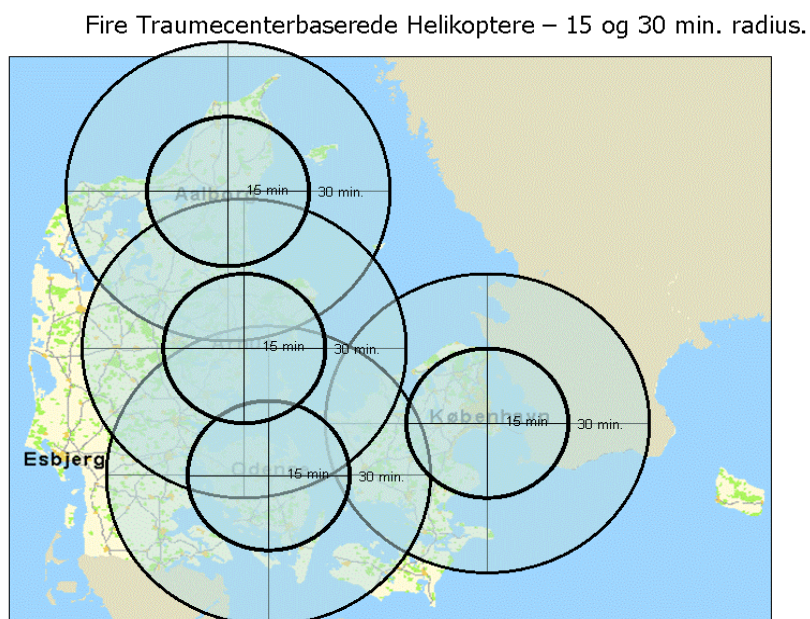 Fire Traumecenterbaserede Helikoptere – 15 og 30 min. radius.
Aalborg
15 min
30 min.
15 min
30 min.
København
15 min
30 min.
Esbjerg
Odense
15 min
30 min.